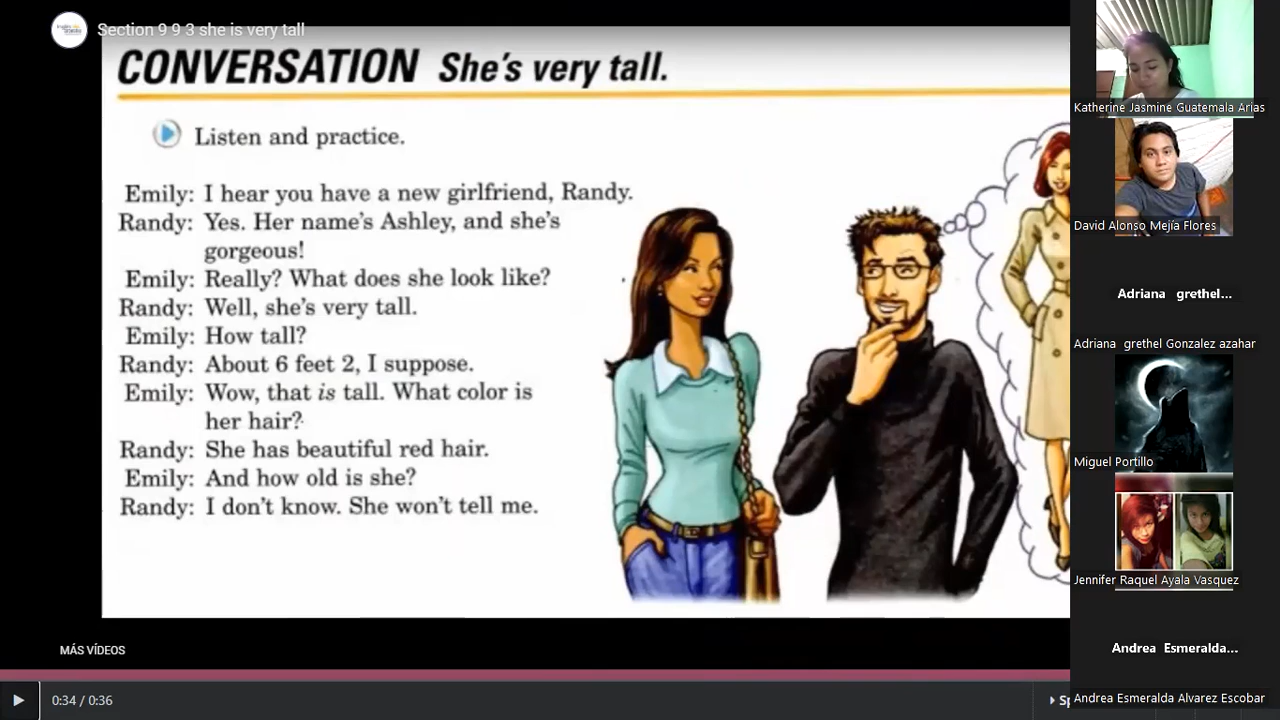 Section 9 9 3 she is very tall
CONVERSATION She's very tall.
Listen and practice.
Emily: I hear you have a new girlfriend, Randy.
Randy: Yes. Her name's Ashley, and she's
gorgeous!
Emily: Really? What does she look like?
Randy: Well, she's very tall.
Emily: How tall?
Randy: About 6 feet 2, I suppose.
Emily: Wow, that is tall. What color is
her hair?
Randy: She has beautiful red hair.
Emily: And how old is she?
Randy: I don't know. She won't tell me.
MÁS VÍDEOS
0:34 / 0:36
Katherine Jasmine Guatemala Arias
David Alonso Mejía Flores
Adriana grethel...
Adriana grethel Gonzalez azahar
Miguel Portillo
Jennifer Raquel Ayala Vasquez
Andrea Esmeralda...
Andrea Esmeralda Alvarez Escobar